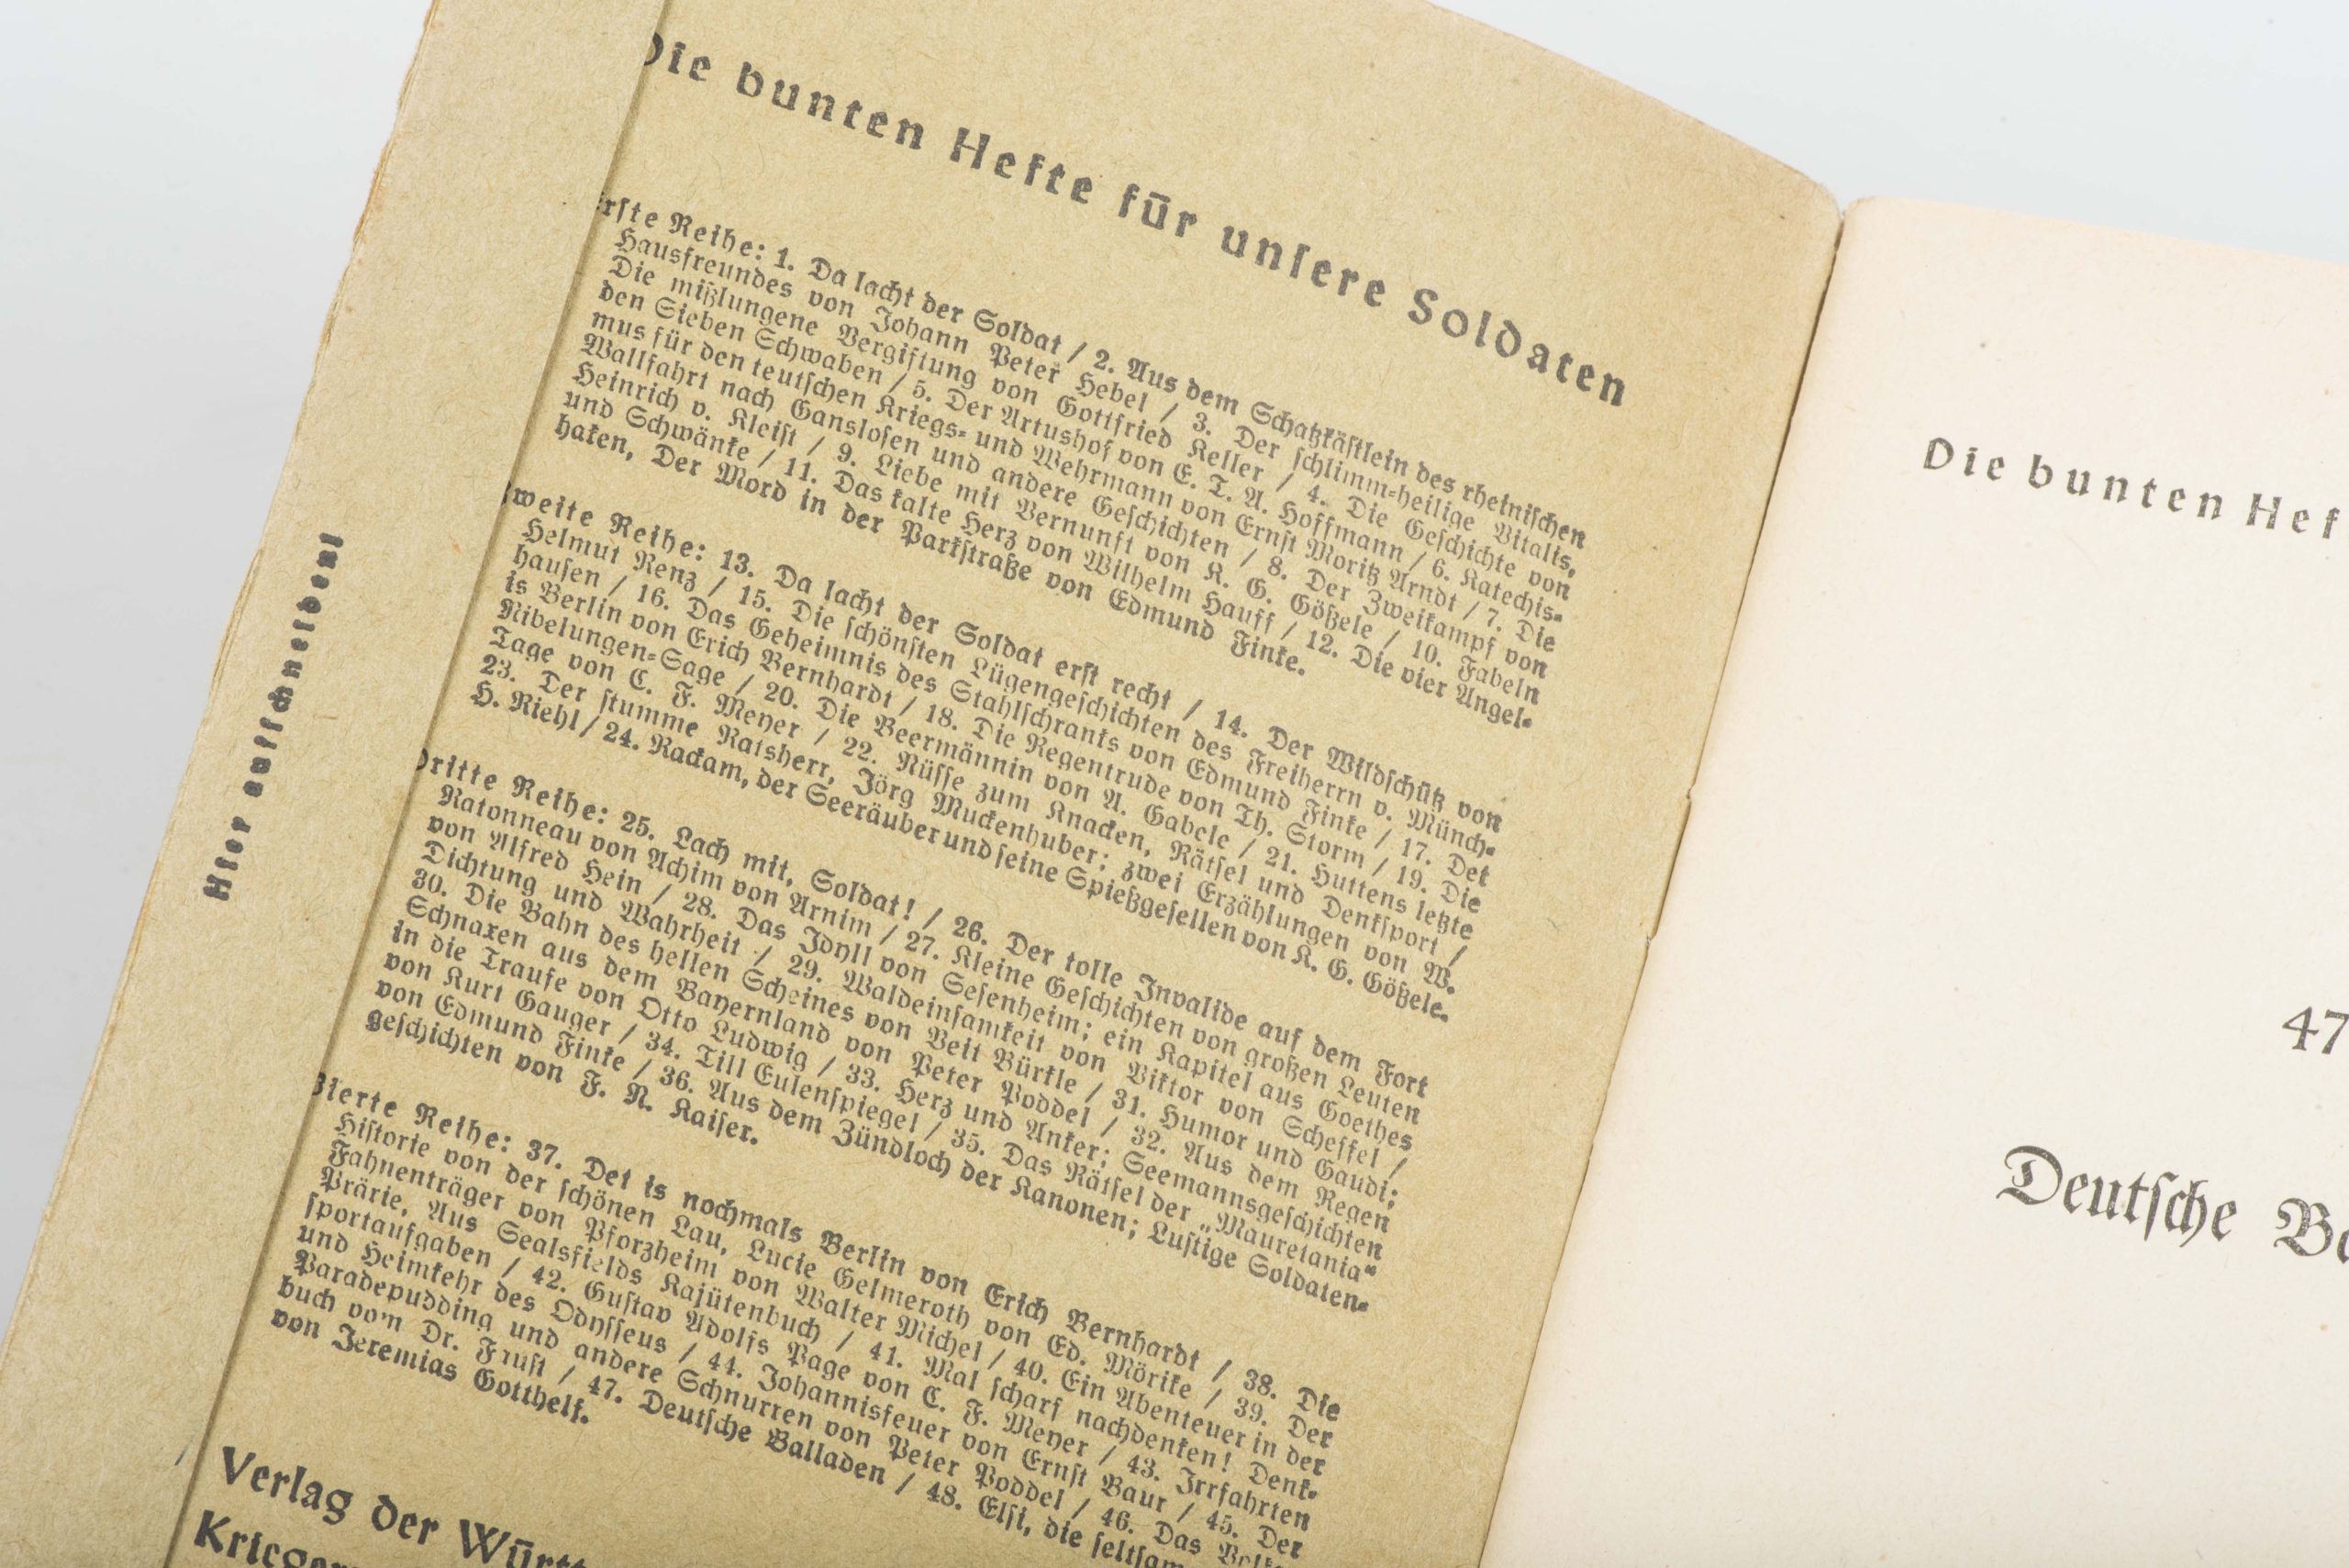 Die bunten Hefte für unsere Soldaten
Erste Reihe: 1. Da lacht der Soldat / 2. Aus dem Schatzkästlein des rheinischen
Hausfreundes von Johann Peter Hebel / 3. Der schlimm-heilige Vitalis,
Die mißlungene Vergiftung von Gottfried Keller / 4. Die Geschichte von
den Sieben Schwaben / 5. Der Artushof von E. T. A. Hoffmann / 6. Katechis-
mus für den teutschen Kriegs- und Wehrmann von Ernst Moritz Arndt / 7. Die
Wallfahrt nach Ganslosen und andere Geschichten / 8. Der Zweikampf von
Heinrich v. Kleist / 9. Liebe mit Vernunft von K. G. Gößele / 10. Fabeln
und Schwänke / 11. Das kalte Herz von Wilhelm Hauff / 12. Die vier Angel-
haken, Der Mord in der Parkstraße von Edmund Finke.
Zweite Reihe: 13. Da lacht der Soldat erst recht / 14. Der Wildschütz von
Helmut Renz / 15. Die schönsten Lügengeschichten des Freiherrn v. Münch-
hausen / 16. Das Geheimnis des Stahlschranks von Edmund Finke / 17. Det
is Berlin von Erich Bernhardt / 18. Die Regentrude von Th. Storm / 19. Die
Nibelungen-Sage / 20. Die Beermännin von A. Gabele / 21. Huttens letzte
Tage von C. F. Meyer / 22. Nüsse zum Knacken, Rätsel und Denksport /
23. Der stumme Ratsherr, Jörg Muckenhuber; zwei Erzählungen von W.
H. Riehl / 24. Rackam, der Seeräuber und seine Spießgesellen von K. G. Gößele.
Dritte Reihe: 25. Lach mit, Soldat! / 26. Der tolle Invalide auf dem Fort
Ratonneau von Achim von Arnim / 27. Kleine Geschichten von großen Leuten
von Alfred Hein / 28. Das Idyll von Sesenheim; ein Kapitel aus Goethes
Dichtung und Wahrheit / 29. Waldeinsamkeit von Viktor von Scheffel /
30. Die Bahn des hellen Scheines von Veit Bürkle / 31. Humor und Gaudi;
Schnaxen aus dem Bayernland von Peter Poddel / 32. Aus dem Regen
in die Traufe von Otto Ludwig / 33. Herz und Anker; Seemannsgeschichten
von Kurt Gauger / 34. Till Eulenspiegel / 35. Das Rätsel der „Mauretania“
von Edmund Finke / 36. Aus dem Zündloch der Kanonen; Lustige Soldaten-
geschichten von F. N. Kaiser.
Vierte Reihe: 37. Det is nochmals Berlin von Erich Bernhardt / 38. Die
Historie von der schönen Lau, Lucie Gelmeroth von Ed. Mörike / 39. Der
Fahnenträger von Pforzheim von Walter Michel / 40. Ein Abenteuer in der
Prärie, Aus Sealsfields Kajütenbuch / 41. Mal scharf nachdenken! Denk-
sportaufgaben / 42. Gustav Adolfs Page von C. F. Meyer / 43. Irrfahrten
und Heimkehr des Odysseus / 44. Johannisfeuer von Ernst Baur / 45. Der
Paradepudding und andere Schnurren von Peter Poddel / 46. Das Volks-
buch vom Dr. Faust / 47. Deutsche Balladen / 48. Elsi, die seltsam
von Jeremias Gotthelf.
Verlag der Württ
Krieger
Hier aufschneiden!
Die bunten Hef
47
Deutsche Ba